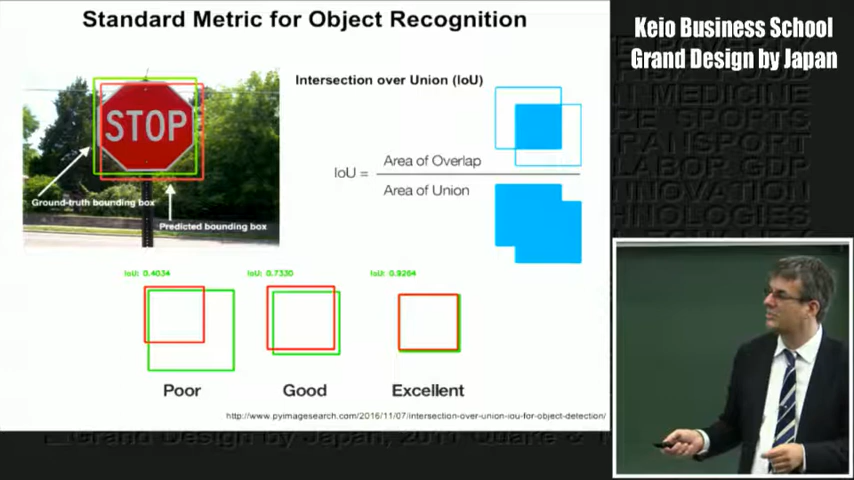 Standard Metric for Object Recognition
Keio Business School
Grand Design by Japan
Intersection over Union (IoU)
STOP
Ground-truth bounding box
Predicted bounding box
IoU =
Area of Overlap
Area of Union
IoU: 0.4034
IoU: 0.7330
IoU: 0.9264
Poor
Good
Excellent
http://www.pyimagesearch.com/2016/11/07/intersection-over-union-iou-for-object-detection/
MEDICINE
SPORTS
TRANSPORT
LABOR GDP
INNOVATION
Grand Design by Japan, 2011 Quake &